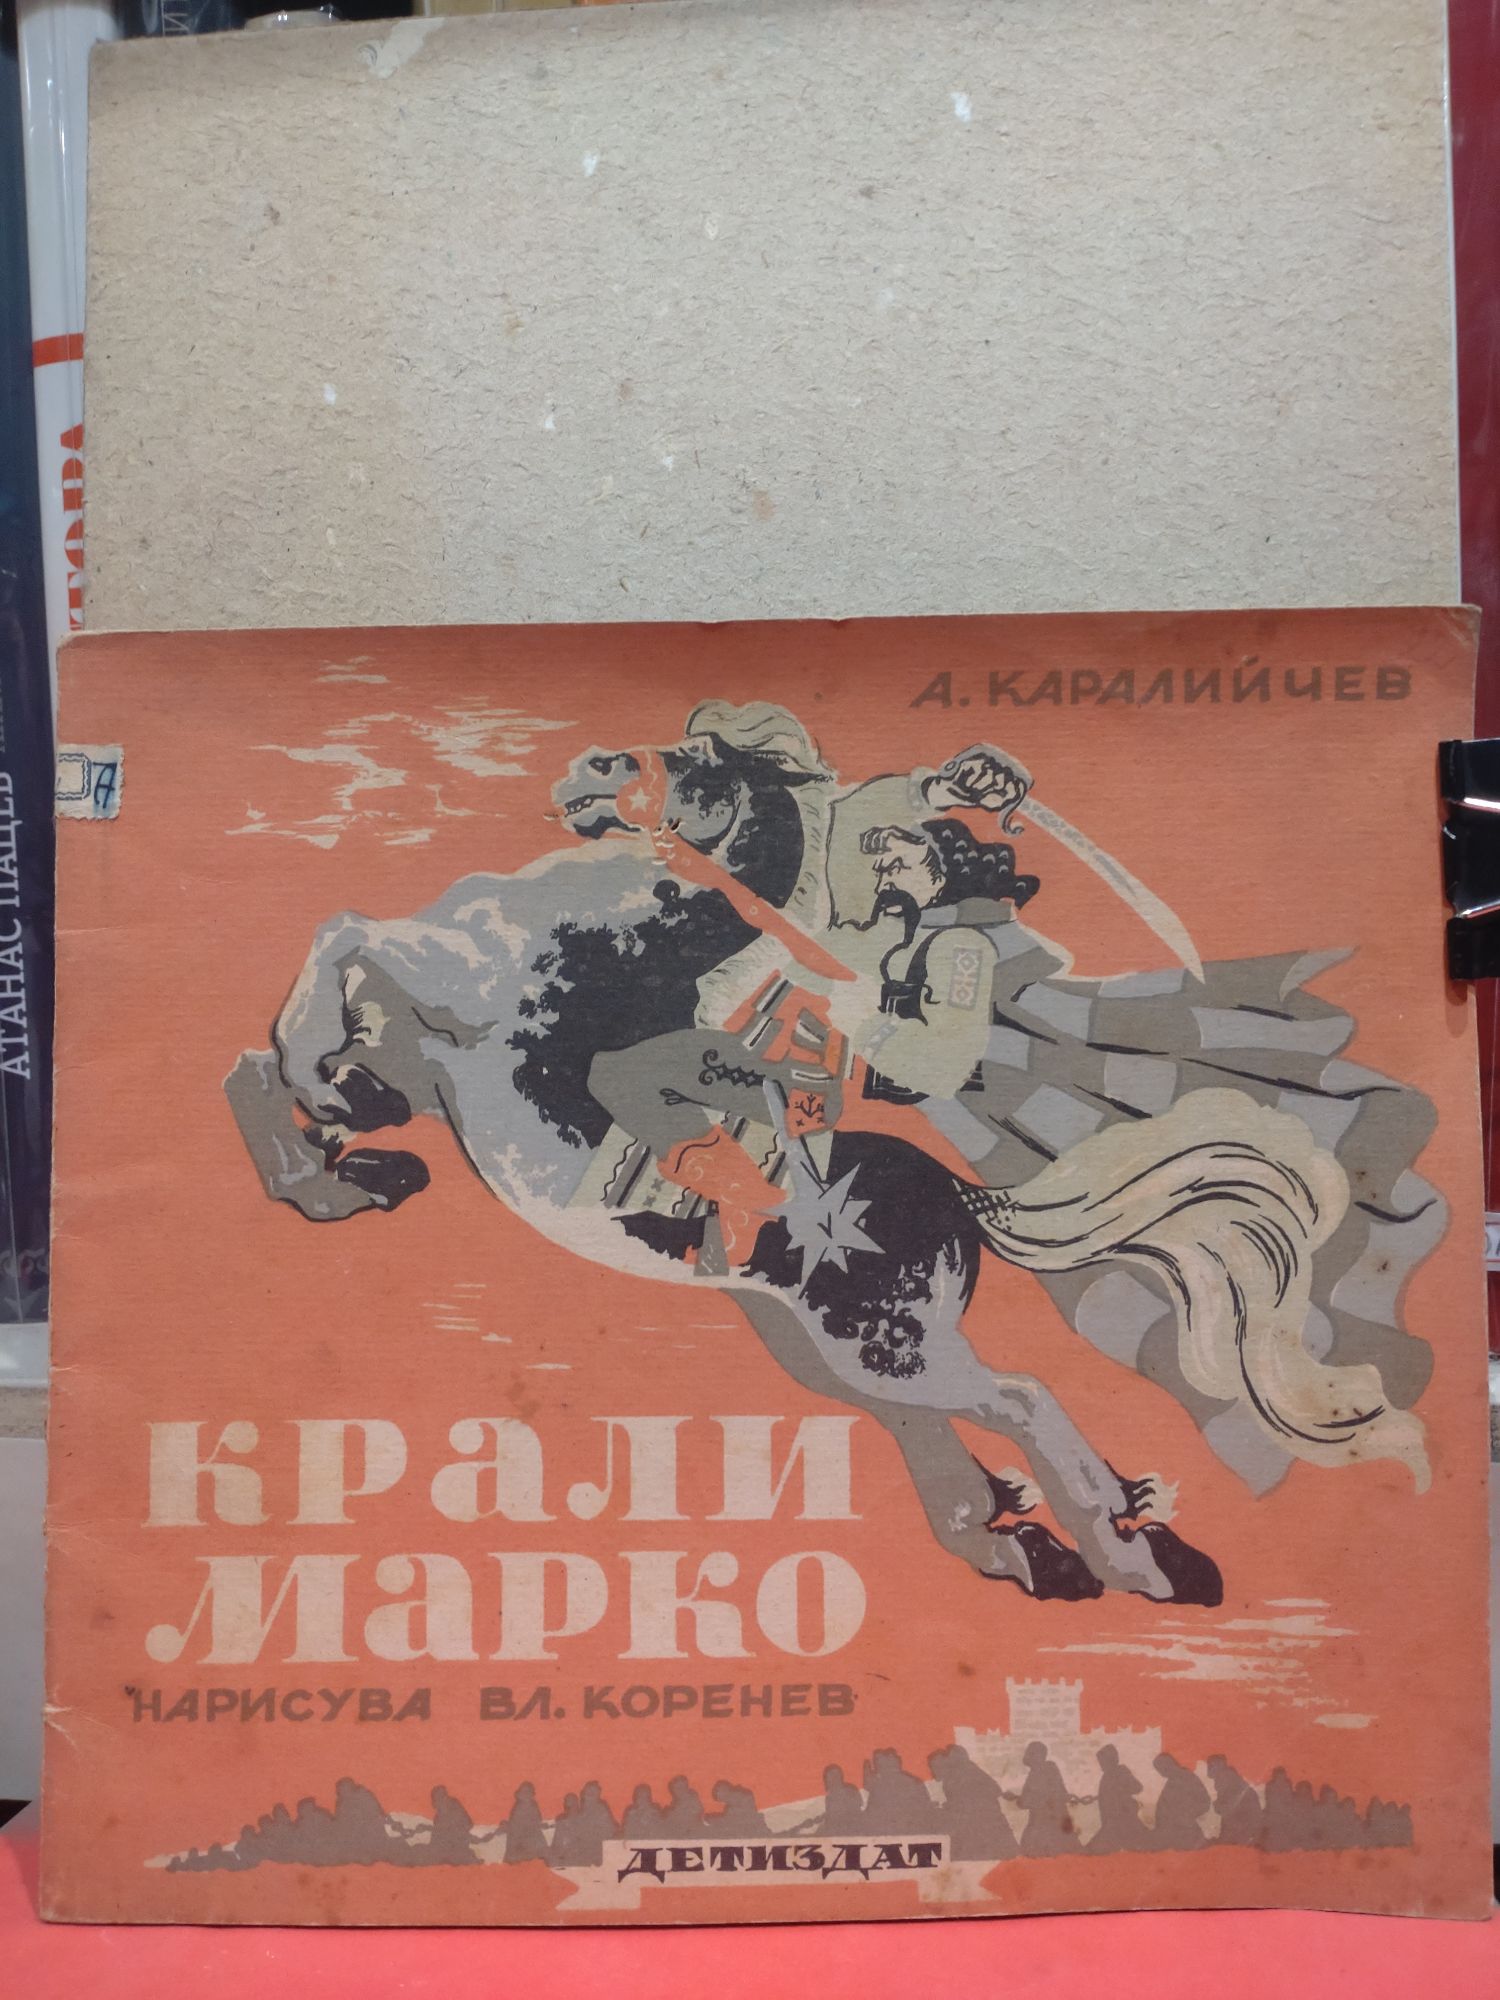 А. КАРАЛИЙЧЕВ
А
КРАЛИ
МАРКО
НАРИСУВА ВЛ. КОРЕНЕВ
ДЕТИЗДАТ
АТАНАС ПАЦЕВ